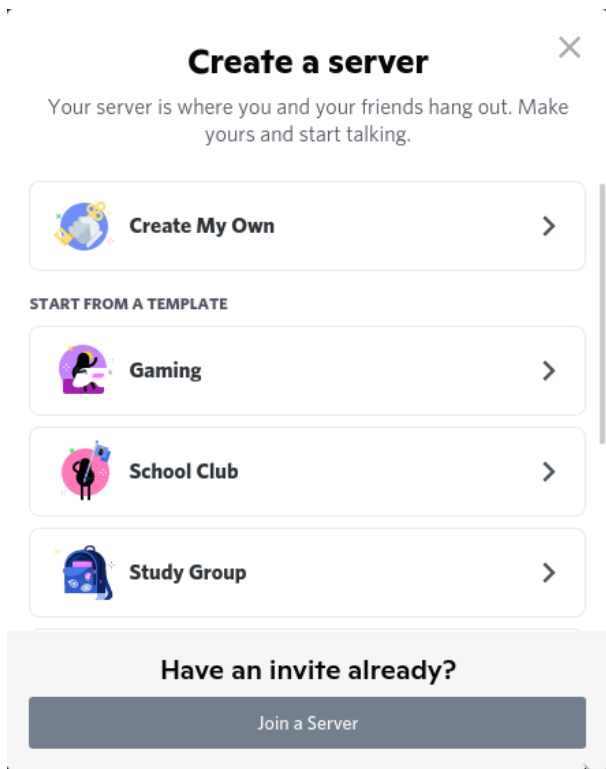 Create a server
Your server is where you and your friends hang out. Make
yours and start talking.
Create My Own
START FROM A TEMPLATE
Gaming
School Club
Study Group
Have an invite already?
Join a Server